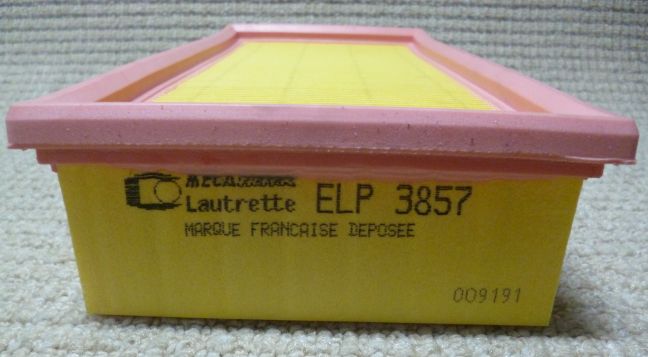 Lautrette ELP 3857
MARQUE FRANCAISE DEPOSEE
009191